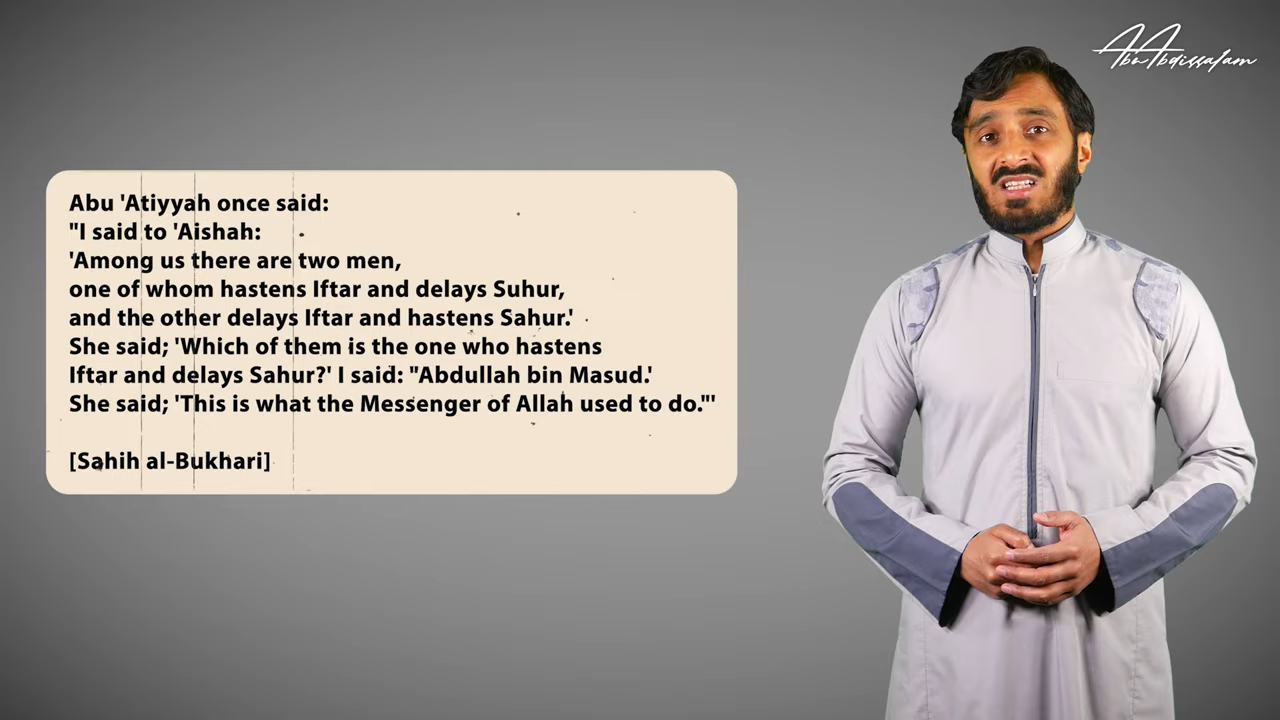 Abu 'Atiyyah once said:
"I said to 'Aishah:
'Among us there are two men,
one of whom hastens Iftar and delays Suhur,
and the other delays Iftar and hastens Sahur.'
She said; 'Which of them is the one who hastens
Iftar and delays Sahur?' I said: "Abdullah bin Masud.'
She said; 'This is what the Messenger of Allah used to do."'
[Sahih al-Bukhari]
AbuAbdissalam